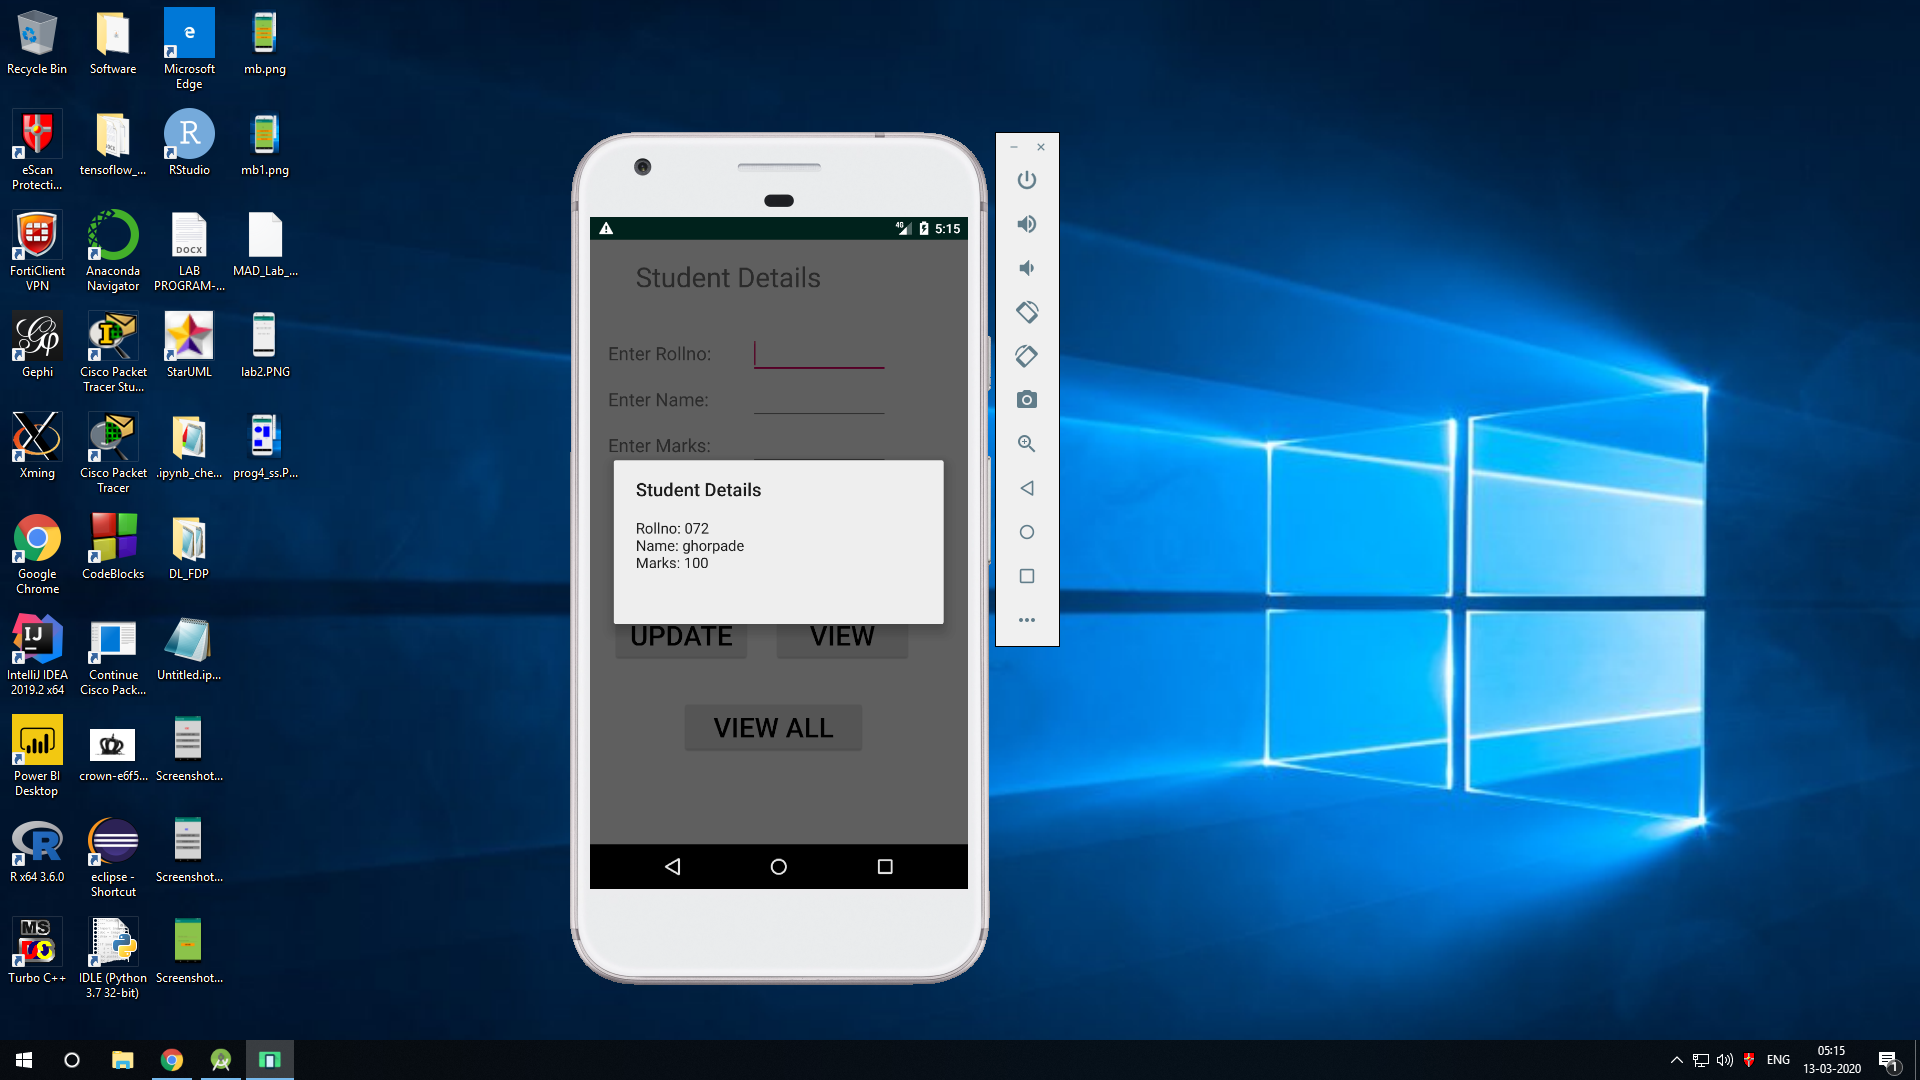 Recycle Bin
Software
Microsoft
Edge
mb.png
eScan
Protecti...
tensoflow_...
RStudio
mb1.png
FortiClient
VPN
Anaconda
Navigator
DOCX
LAB
PROGRAM-...
MAD_Lab_...
Gephi
Cisco Packet
Tracer Stu...
StarUML
lab2.PNG
Xming
Cisco Packet
Tracer
.ipynb_che...
prog4_ss.P...
Google
Chrome
CodeBlocks
DL_FDP
IntelliJ IDEA
2019.2 x64
Continue
Cisco Pack...
Untitled.ip...
Power BI
Desktop
crown-e6f5...
Screenshot...
R x64 3.6.0
eclipse -
Shortcut
Screenshot...
Turbo C++
IDLE (Python
3.7 32-bit)
Screenshot...
4G 5:15
Student Details
Enter Rollno:
Enter Name:
Enter Marks:
Student Details
Rollno: 072
Name: ghorpade
Marks: 100
UPDATE VIEW
VIEW ALL
ENG
05:15
13-03-2020
1